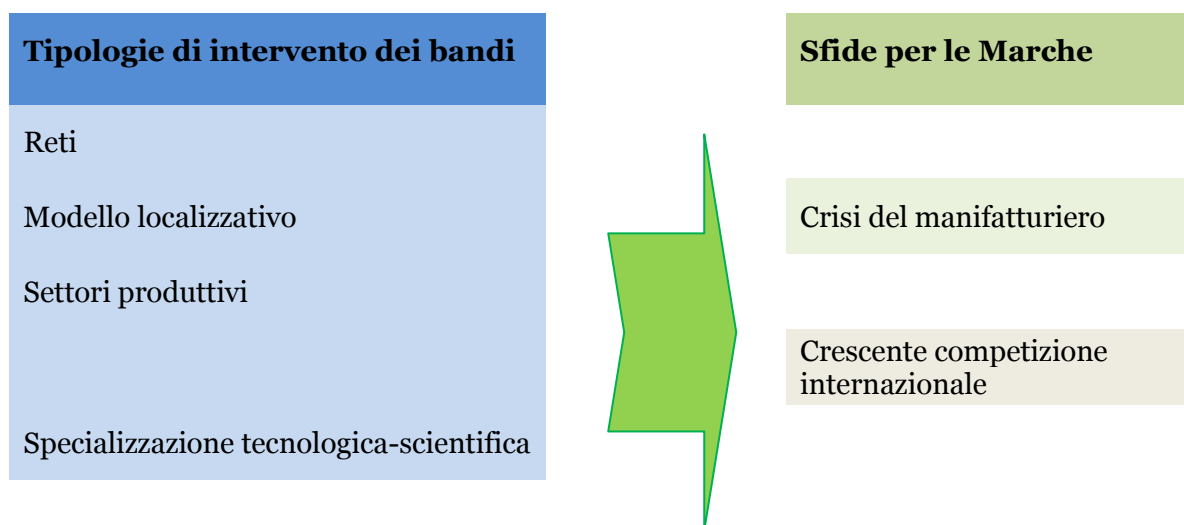 Tipologie di intervento dei bandi
Reti
Modello localizzativo
Settori produttivi
Specializzazione tecnologica-scientifica
Sfide per le Marche
Crisi del manifatturiero
Crescente competizione
internazionale